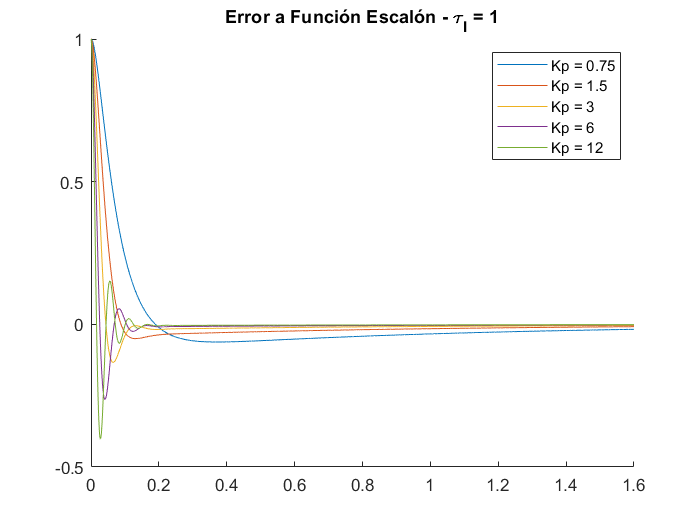 Error a Función Escalón - τ_I = 1
1
0.5
0
-0.5
0 0.2 0.4 0.6 0.8 1 1.2 1.4 1.6
Kp = 0.75
Kp = 1.5
Kp = 3
Kp = 6
Kp = 12